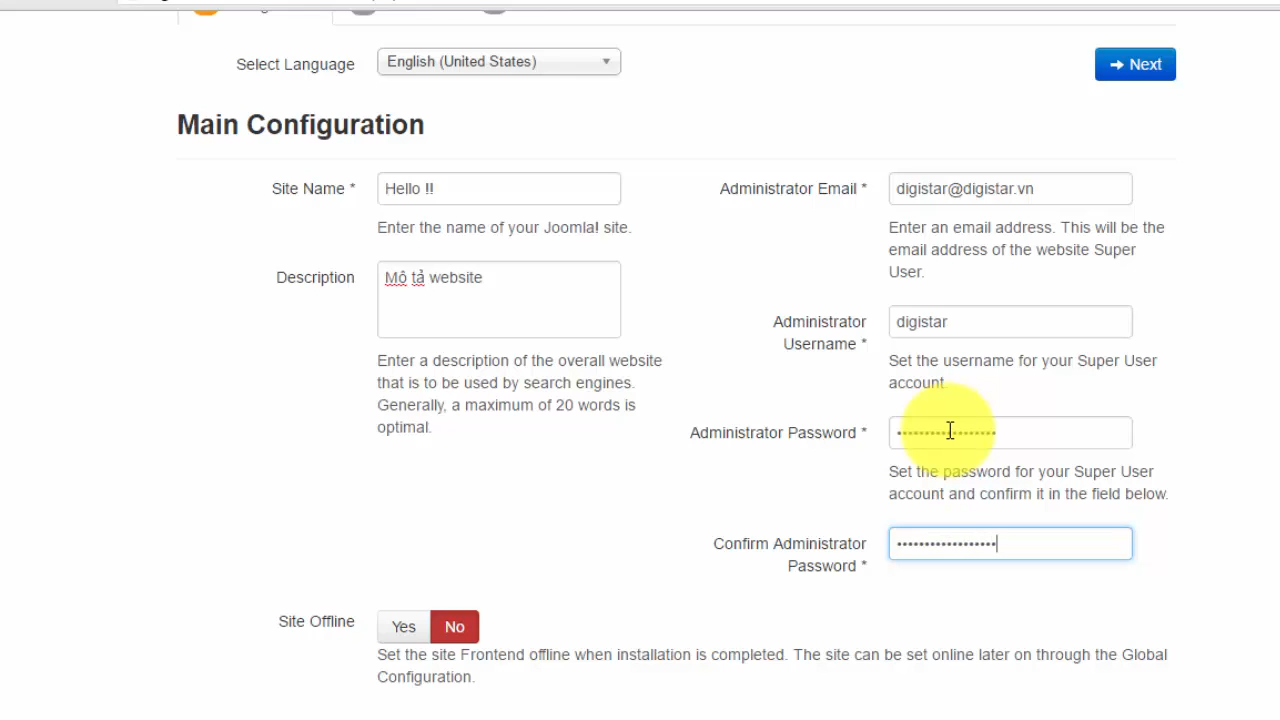 Select Language
English (United States)
Next
Main Configuration
Site Name *
Hello !!
Enter the name of your Joomla! site.
Description
Mô tả website
Enter a description of the overall website
that is to be used by search engines.
Generally, a maximum of 20 words is
optimal.
Administrator Email *
digistar@digistar.vn
Enter an email address. This will be the
email address of the website Super
User.
Administrator
Username *
digistar
Set the username for your Super User
account.
Administrator Password *
••••••••••••••••••
Set the password for your Super User
account and confirm it in the field below.
Confirm Administrator
Password *
••••••••••••••••••
Site Offline
Yes
No
Set the site Frontend offline when installation is completed. The site can be set online later on through the Global
Configuration.